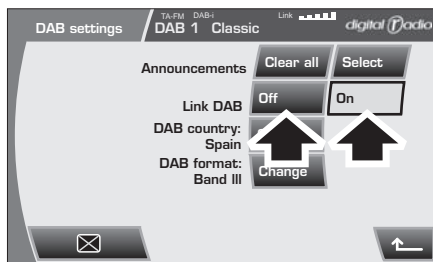 DAB settings
TA-FM DAB-i Link
DAB 1 Classic
digital radio
Announcements Clear all Select
Link DAB Off On
DAB country:
Spain
DAB format:
Band III Change